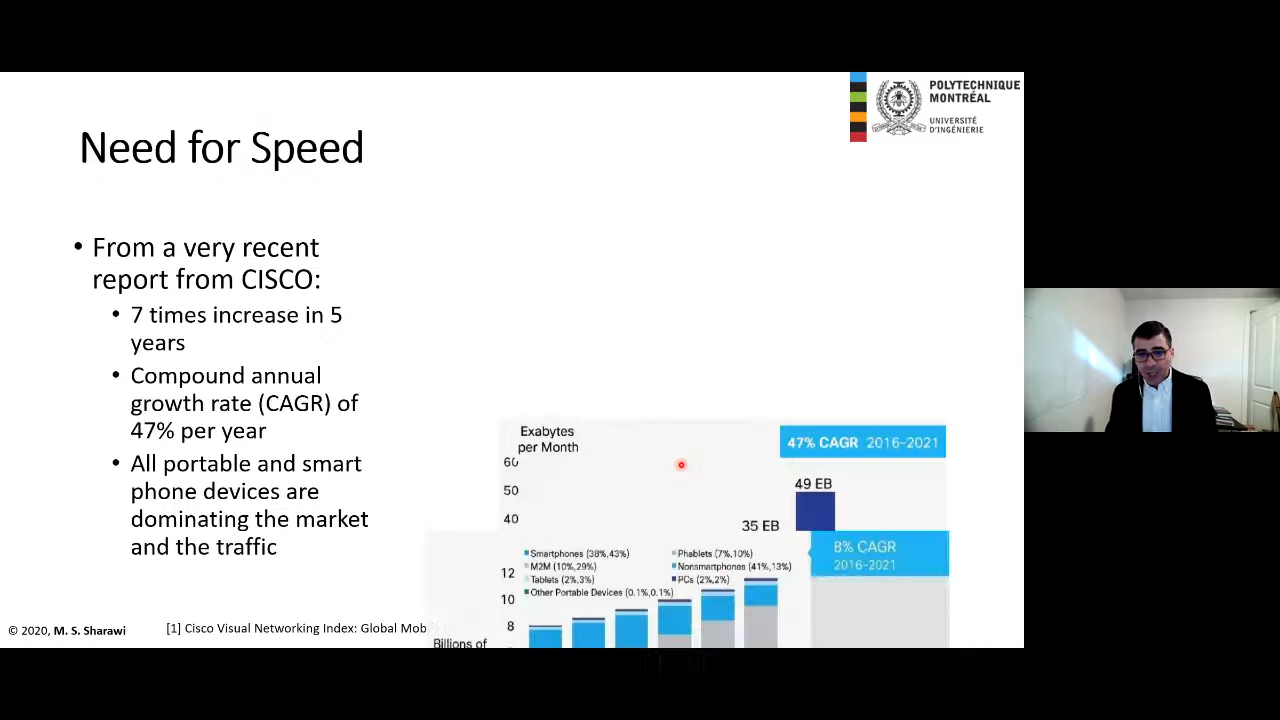 POLYTECHNIQUE
MONTRÉAL
UNIVERSITÉ
D'INGÉNIERIE
Need for Speed
• From a very recent
report from CISCO:
• 7 times increase in 5
years
• Compound annual
growth rate (CAGR) of
47% per year
• All portable and smart
phone devices are
dominating the market
and the traffic
Exabytes
per Month
47% CAGR 2016–2021
60
50
40
49 EB
35 EB
8% CAGR
2016–2021
Smartphones (38%,43%)
Phablets (7%,10%)
M2M (10%,29%)
Nonsmartphones (41%,13%)
Tablets (2%,3%)
PCs (2%,2%)
Other Portable Devices (0.1%,0.1%)
12
10
8
Billions of
© 2020, M. S. Sharawi
[1] Cisco Visual Networking Index: Global Mob